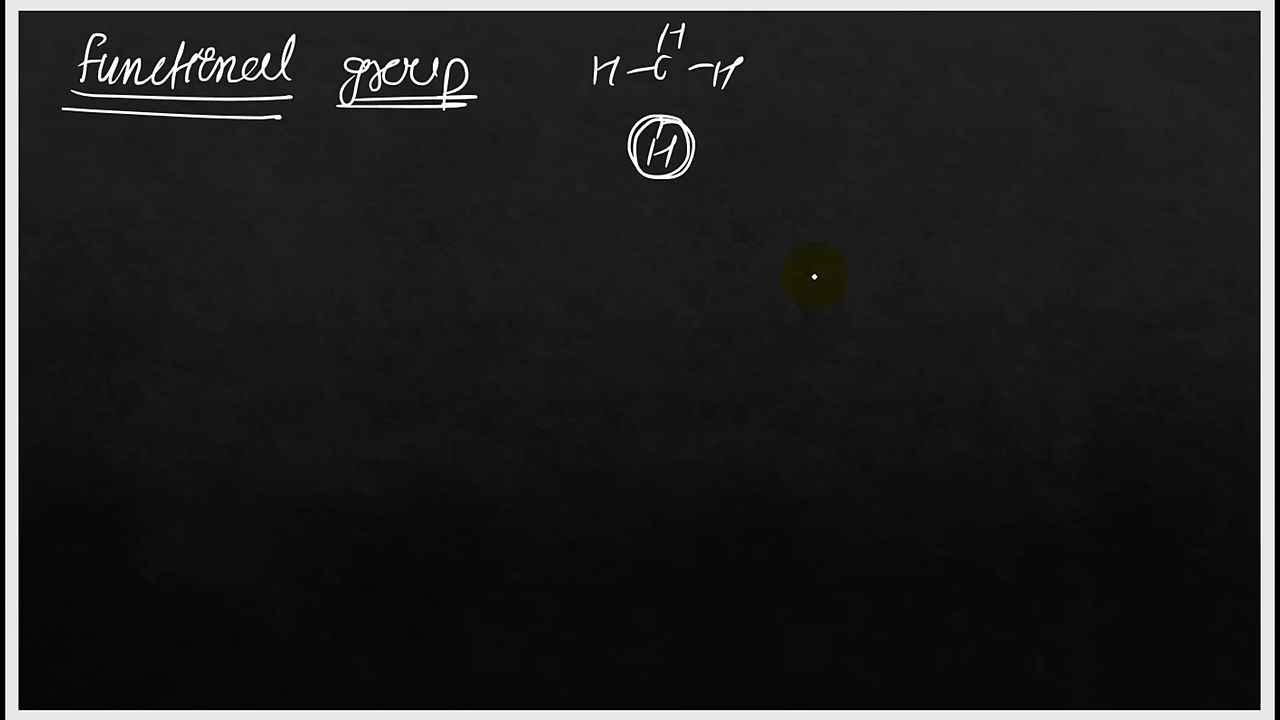 functional group
H
H – C – H
H